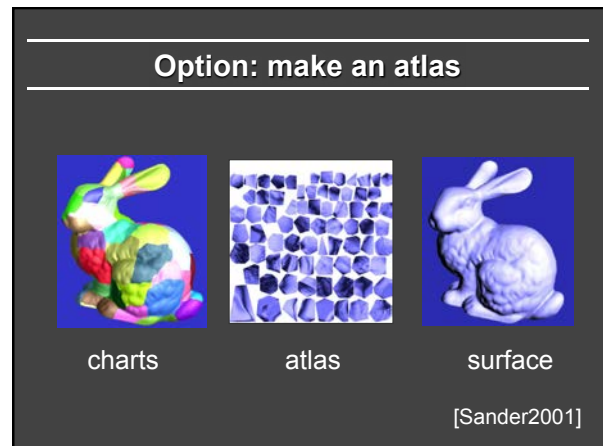 Option: make an atlas
charts
atlas
surface
[Sander2001]